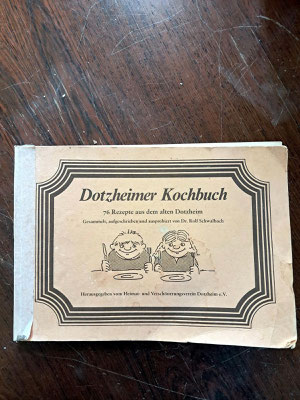 Dotzheimer Kochbuch
76 Rezepte aus dem alten Dotzheim
Gesammelt, aufgeschrieben und ausprobiert von Dr. Rolf Schwalbach
Herausgegeben vom Heimat- und Verschönerungsverein Dotzheim e.V.